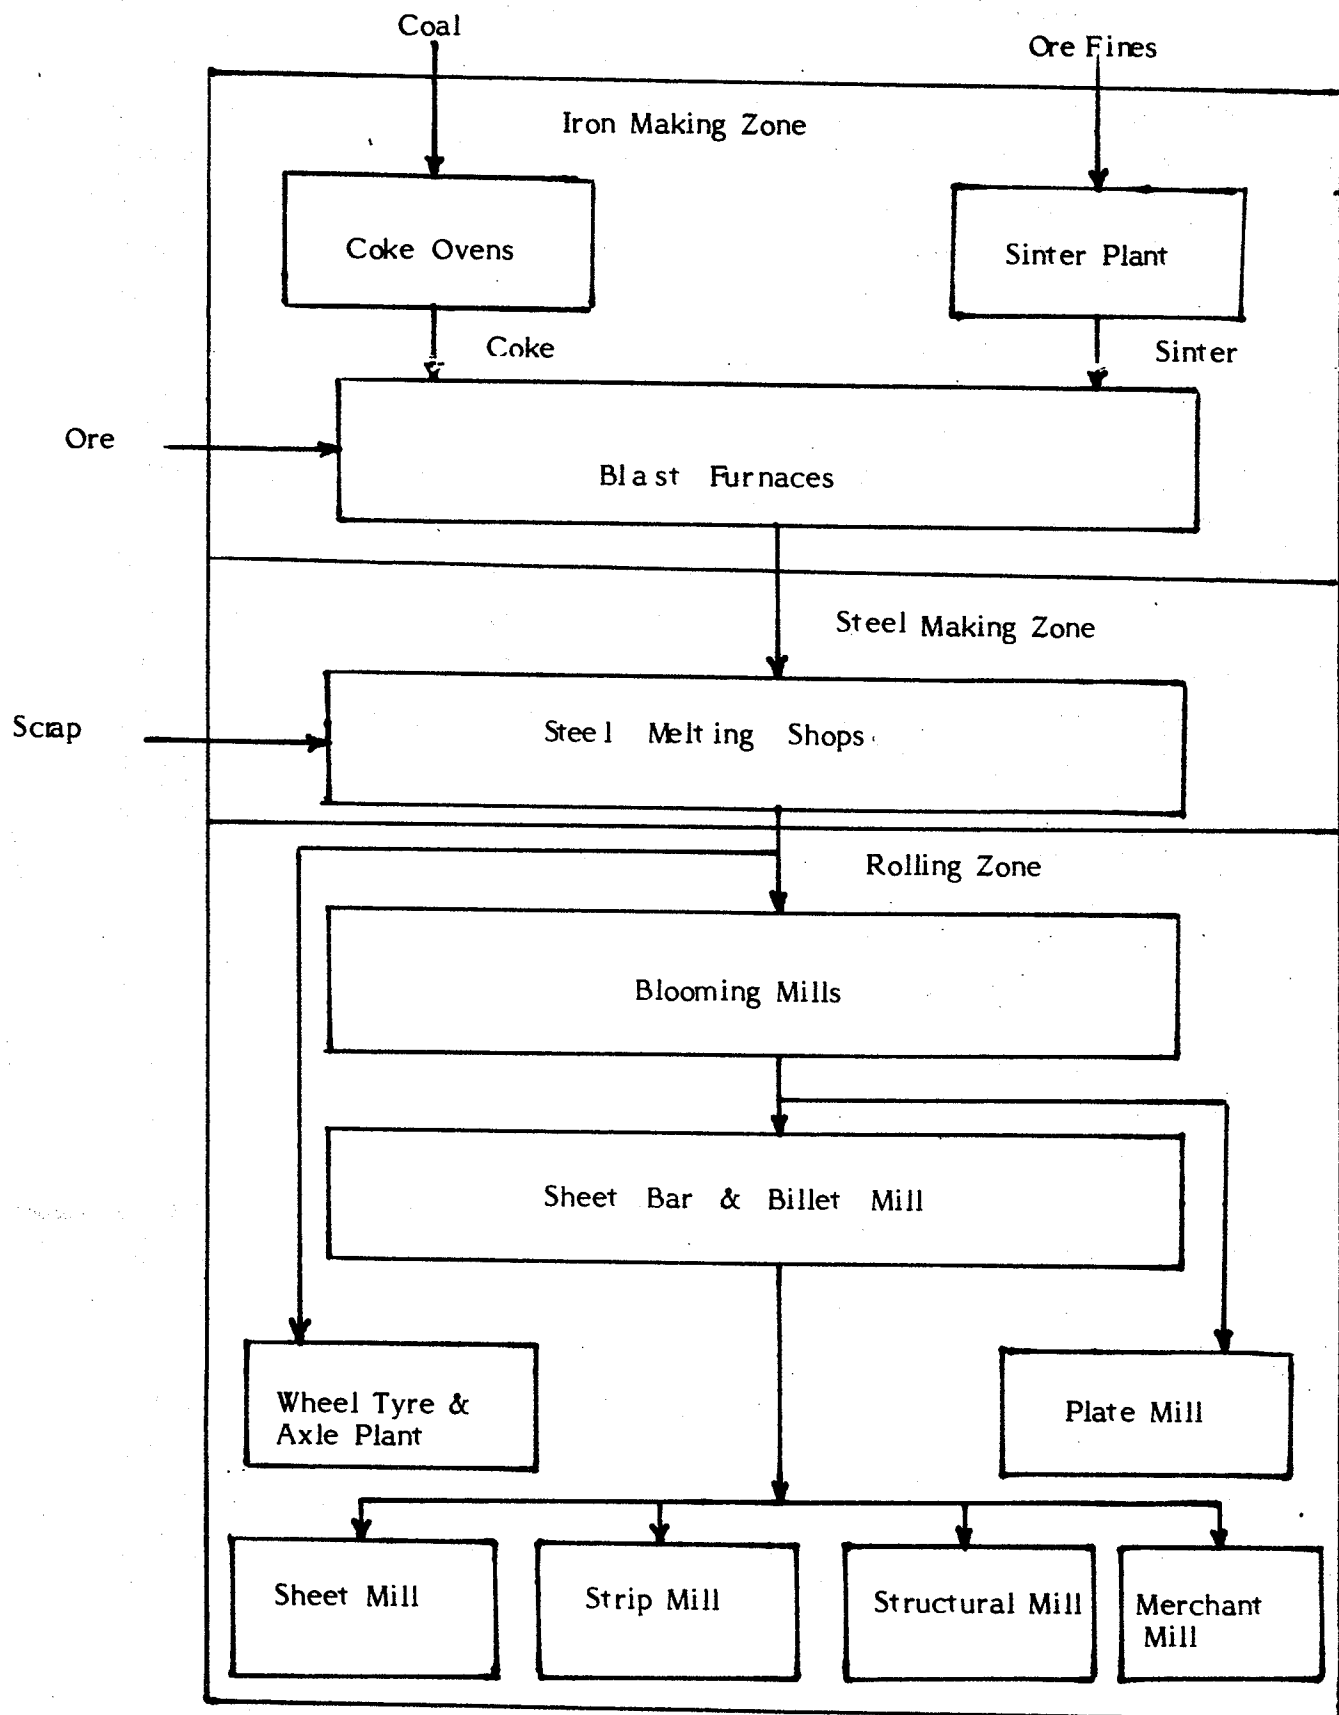 Coal
Ore Fines
Iron Making Zone
Coke Ovens
Sinter Plant
Coke
Sinter
Ore
Blast Furnaces
Steel Making Zone
Scrap
Steel Melting Shops
Rolling Zone
Blooming Mills
Sheet Bar & Billet Mill
Wheel Tyre &
Axle Plant
Plate Mill
Sheet Mill
Strip Mill
Structural Mill
Merchant
Mill